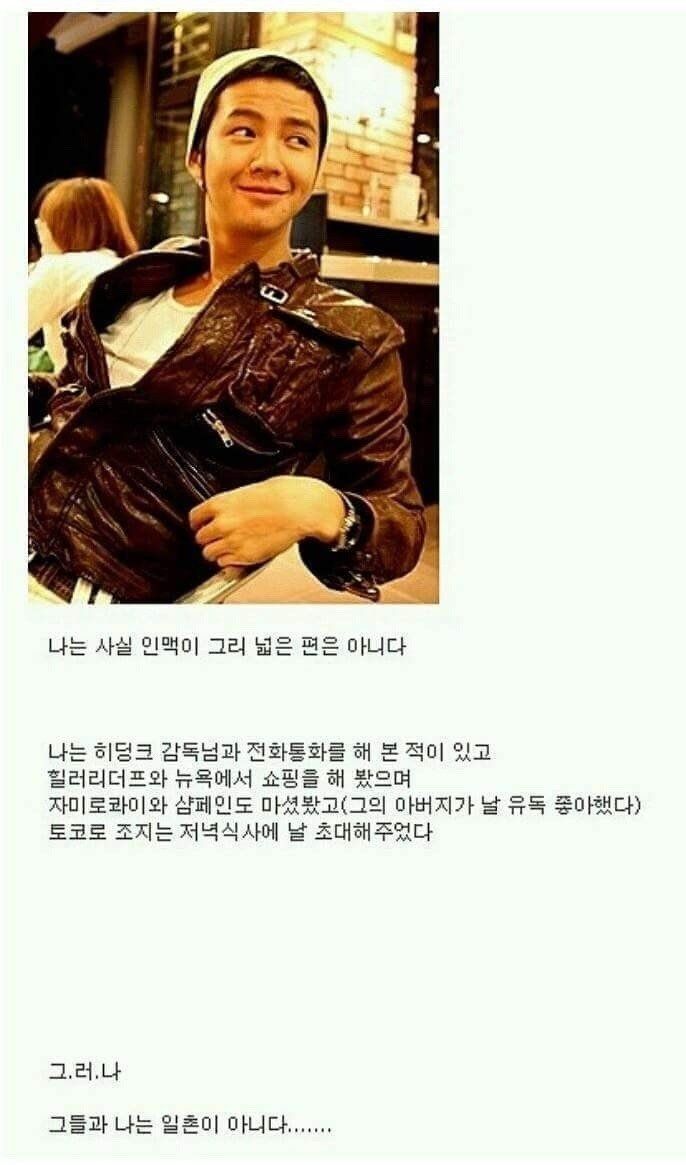 나는 사실 인맥이 그리 넓은 편은 아니다
나는 히딩크 감독님과 전화통화를 해 본 적이 있고
힐러리더프와 뉴욕에서 쇼핑을 해 봤으며
자미로콰이와 샴페인도 마셨봤고(그의 아버지가 날 유독 좋아했다)
토코로 조지는 저녁식사에 날 초대해주었다
그.러.나
그들과 나는 일촌이 아니다.......